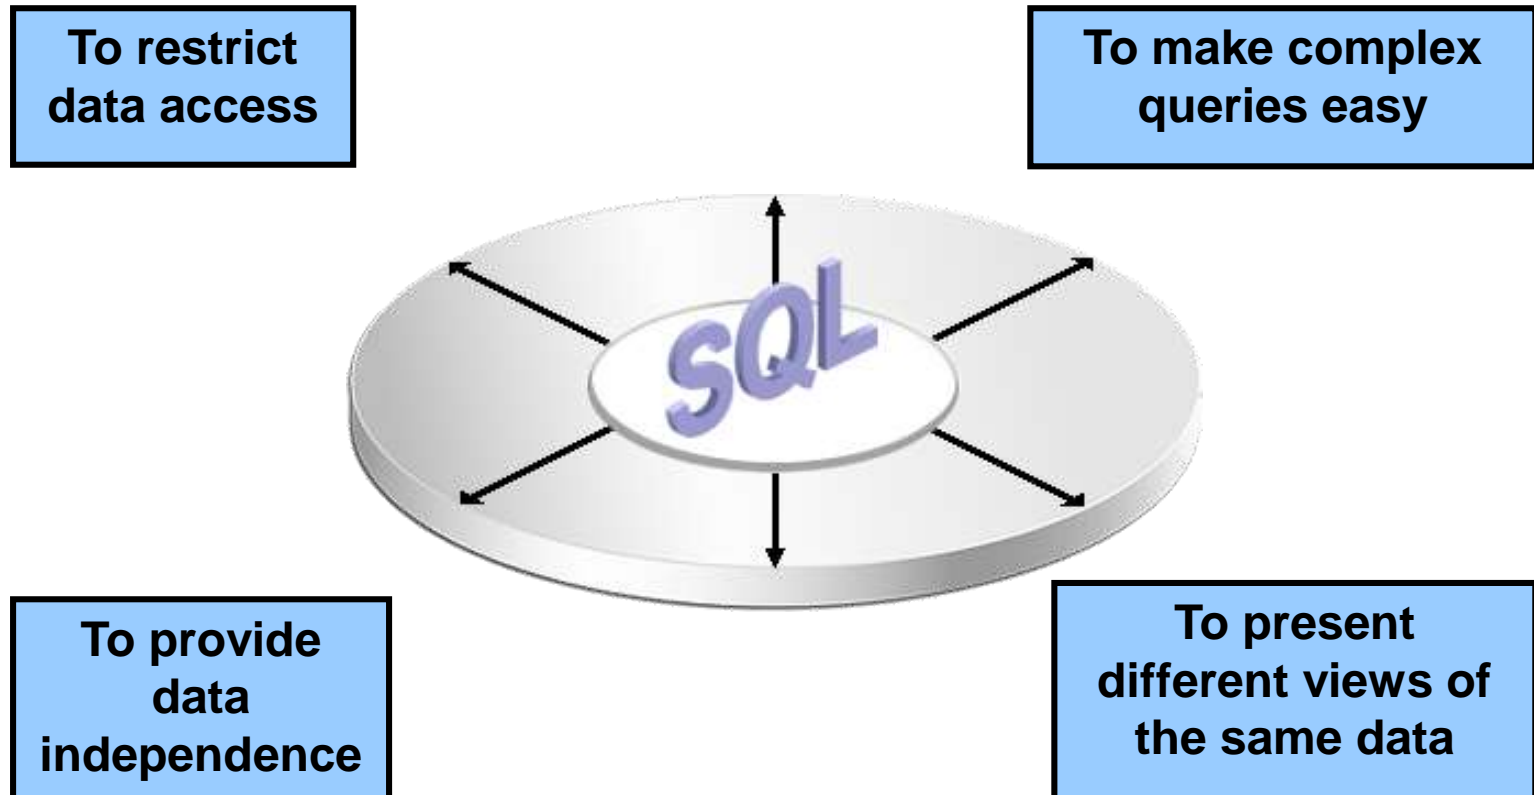 To restrict
data access
To make complex
queries easy
SQL
To provide
data
independence
To present
different views of
the same data